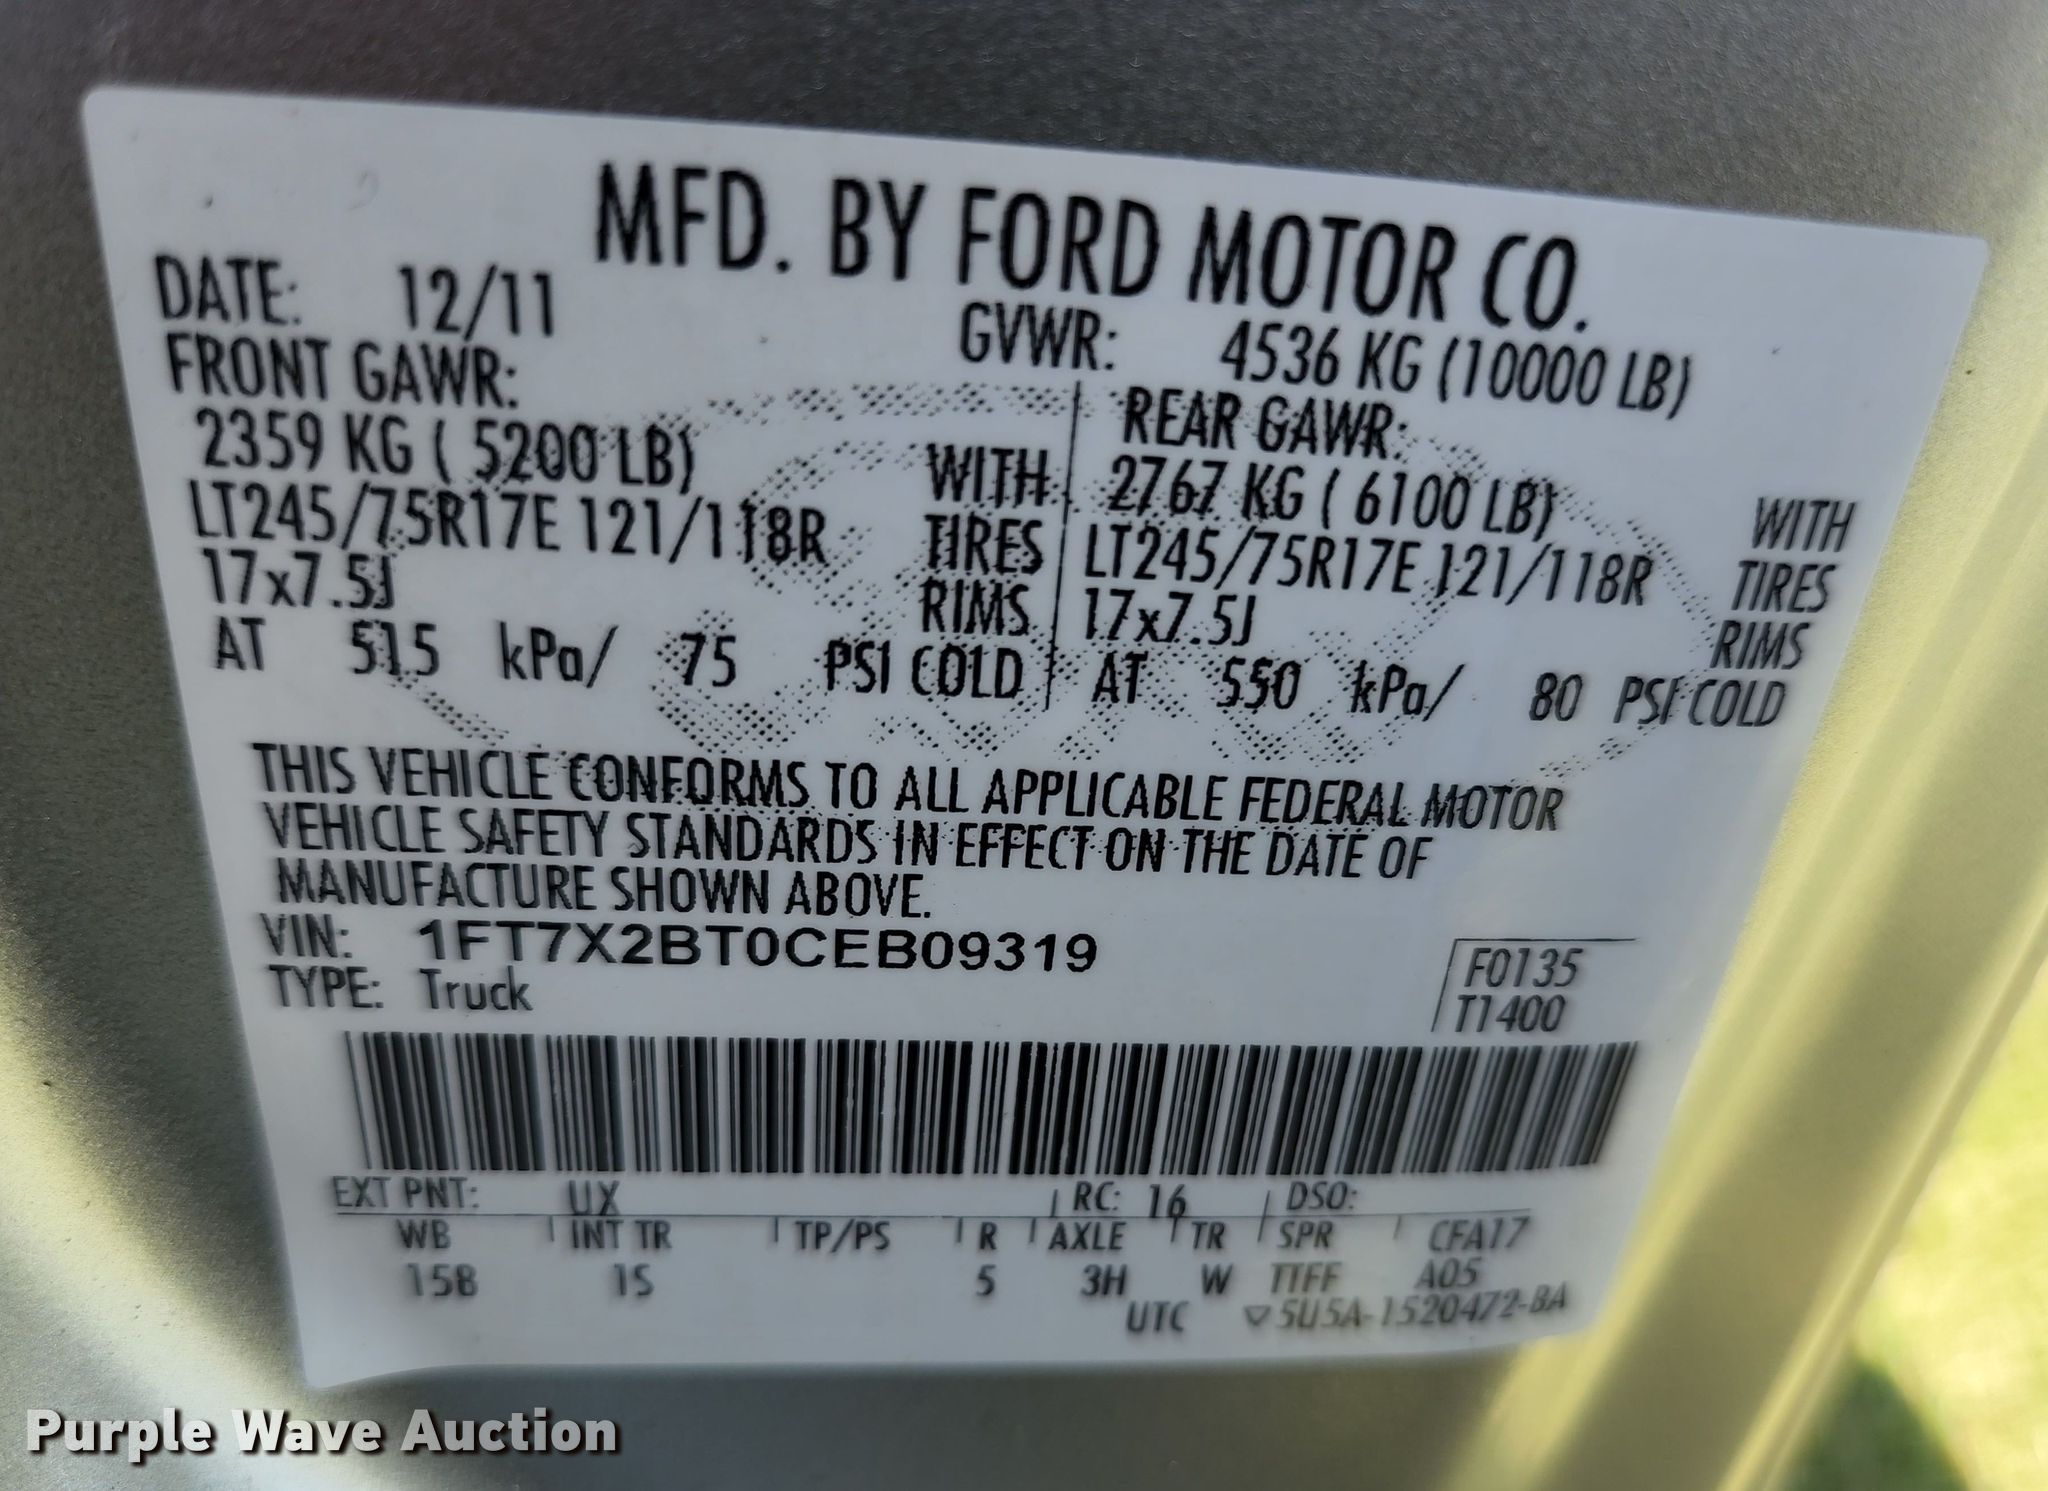 MFD. BY FORD MOTOR CO.
DATE: 12/11
GVWR: 4536 KG (10000 LB)
FRONT GAWR:
2359 KG ( 5200 LB) WITH
LT245/75R17E 121/118R TIRES
17x7.5J RIMS
AT 515 kPa/ 75 PSI COLD
REAR GAWR:
2767 KG ( 6100 LB) WITH
LT245/75R17E 121/118R TIRES
17x7.5J RIMS
AT 550 kPa/ 80 PSI COLD
THIS VEHICLE CONFORMS TO ALL APPLICABLE FEDERAL MOTOR
VEHICLE SAFETY STANDARDS IN EFFECT ON THE DATE OF
MANUFACTURE SHOWN ABOVE.
VIN: 1FT7X2BT0CEB09319
TYPE: Truck
F0135
T1400
EXT PNT: UX RC: 16 DSO:
WB INT TR TP/PS R AXLE TR SPR CFA17
158 1S 5 3H W TTFF A05
UTC ▽5U5A-1520472-BA
Purple Wave Auction